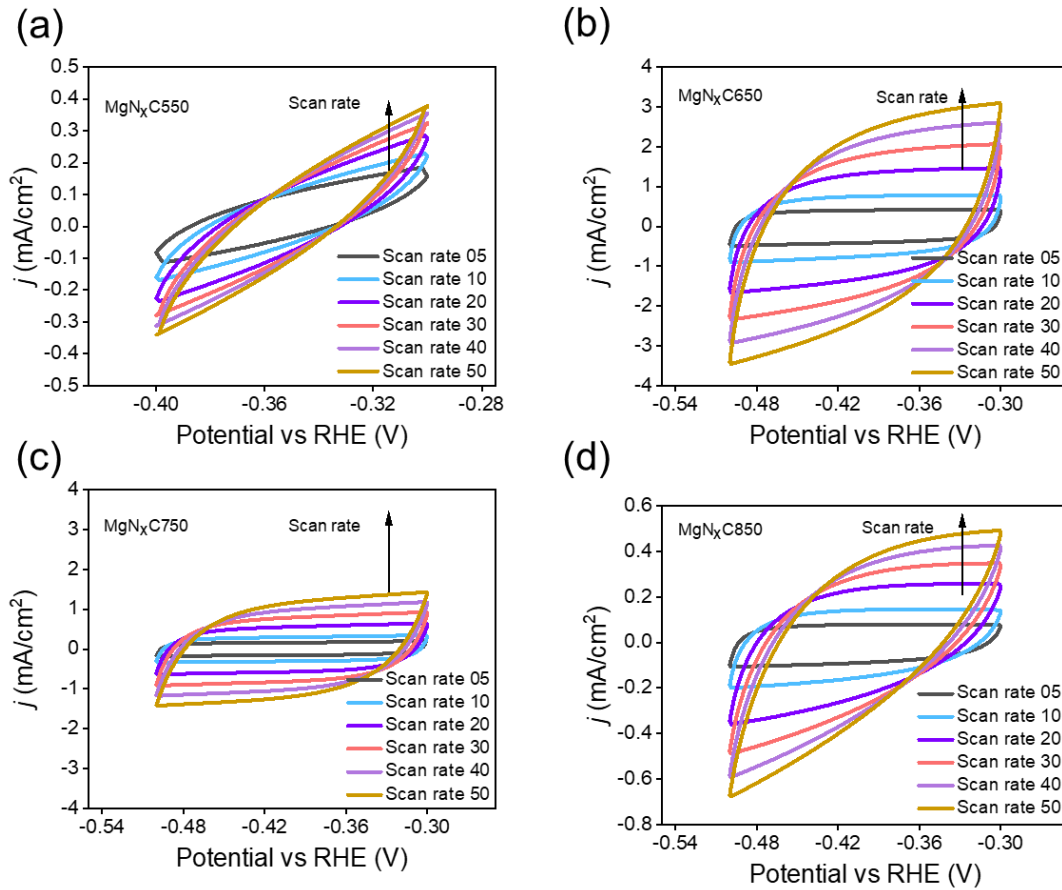 (a)
0.5
0.4
0.3
0.2
0.1
0.0
-0.1
-0.2
-0.3
-0.4
0.5
j (mA/cm²)
MgNₓC550
Scan rate
Scan rate 05
Scan rate 10
Scan rate 20
Scan rate 30
Scan rate 40
Scan rate 50
-0.40
-0.36
-0.32
-0.28
Potential vs RHE (V)
(b)
4
3
2
1
0
-1
-2
-3
-4
j (mA/cm²)
MgNₓC650
Scan rate
Scan rate 05
Scan rate 10
Scan rate 20
Scan rate 30
Scan rate 40
Scan rate 50
-0.54
-0.48
-0.42
-0.36
-0.30
Potential vs RHE (V)
(c)
4
3
2
1
0
-1
-2
-3
-4
j (mA/cm²)
MgNₓC750
Scan rate
Scan rate 05
Scan rate 10
Scan rate 20
Scan rate 30
Scan rate 40
Scan rate 50
-0.54
-0.48
-0.42
-0.36
-0.30
Potential vs RHE (V)
(d)
0.6
0.4
0.2
0.0
-0.2
-0.4
-0.6
-0.8
j (mA/cm²)
MgNₓC850
Scan rate
Scan rate 05
Scan rate 10
Scan rate 20
Scan rate 30
Scan rate 40
Scan rate 50
-0.54
-0.48
-0.42
-0.36
-0.30
Potential vs RHE (V)